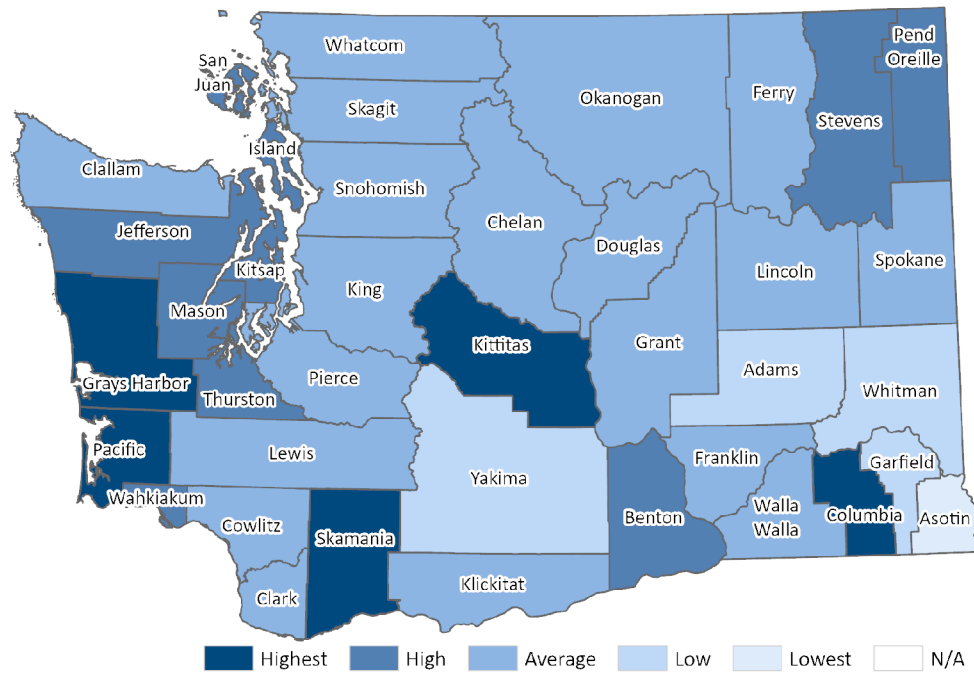 Whatcom
San
Juan
Skagit
Okanogan
Ferry
Pend
Oreille
Stevens
Island
Clallam
Snohomish
Chelan
Jefferson
Douglas
Spokane
Kitsap
King
Lincoln
Mason
Kittitas
Grant
Adams
Grays Harbor
Pierce
Thurston
Whitman
Pacific
Lewis
Franklin
Garfield
Yakima
Wahkiakum
Cowlitz
Skamania
Benton
Walla
Walla
Columbia
Asotin
Clark
Klickitat
Highest
High
Average
Low
Lowest
N/A